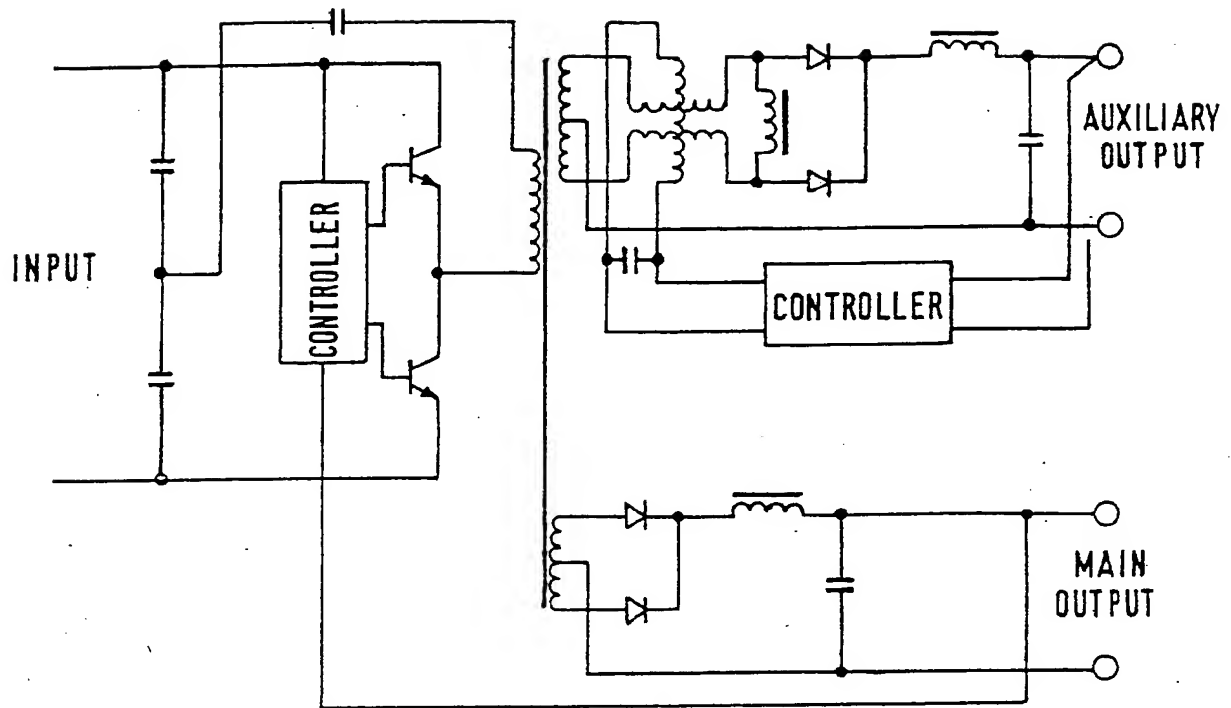 INPUT
CONTROLLER
AUXILIARY
OUTPUT
CONTROLLER
MAIN
OUTPUT